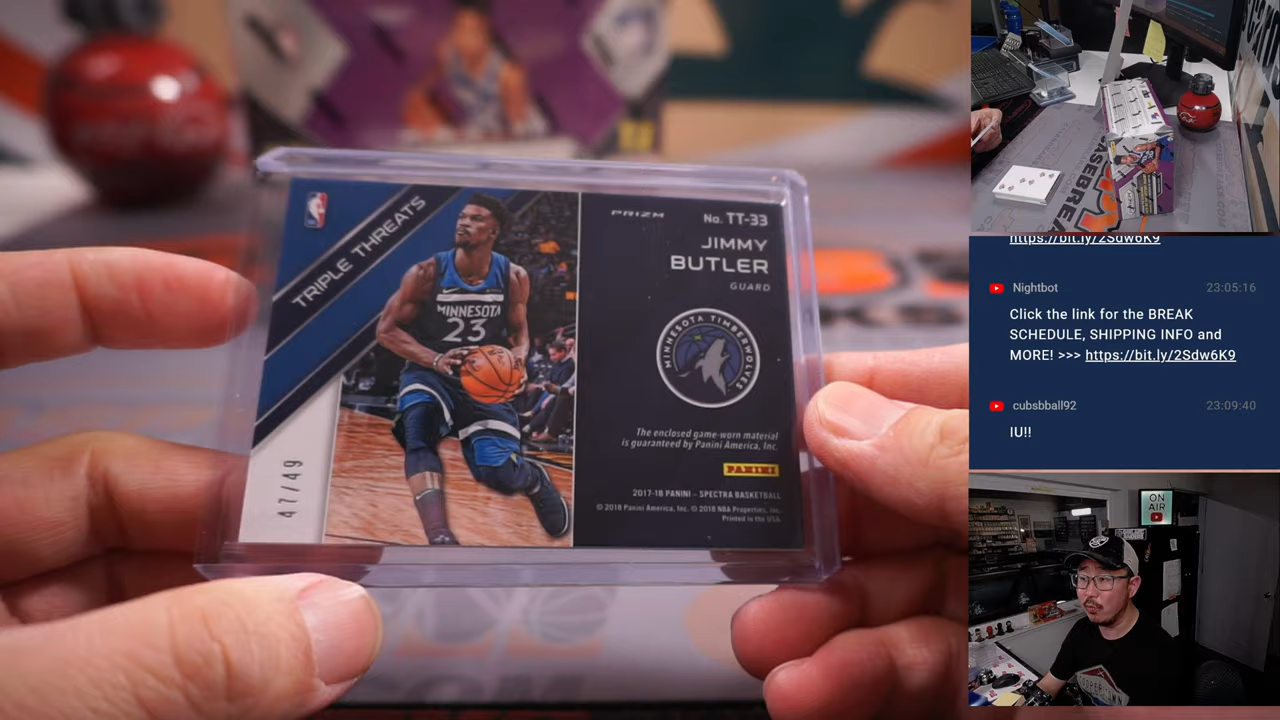 TRIPLE THREATS
47/49
MINNESOTA
23
PRIZM
No. TT-33
JIMMY
BUTLER
GUARD
MINNESOTA TIMBERWOLVES
The enclosed game-worn material
is guaranteed by Panini America, Inc.
PANINI
2017-18 PANINI – SPECTRA BASKETBALL
© 2018 Panini America, Inc. © 2018 NBA Properties, Inc.
Printed in the USA.
https://bit.ly/2Sdw6K9
Nightbot
23:05:16
Click the link for the BREAK
SCHEDULE, SHIPPING INFO and
MORE! >>> https://bit.ly/2Sdw6K9
cubsbball92
23:09:40
IU!!
ON
AIR